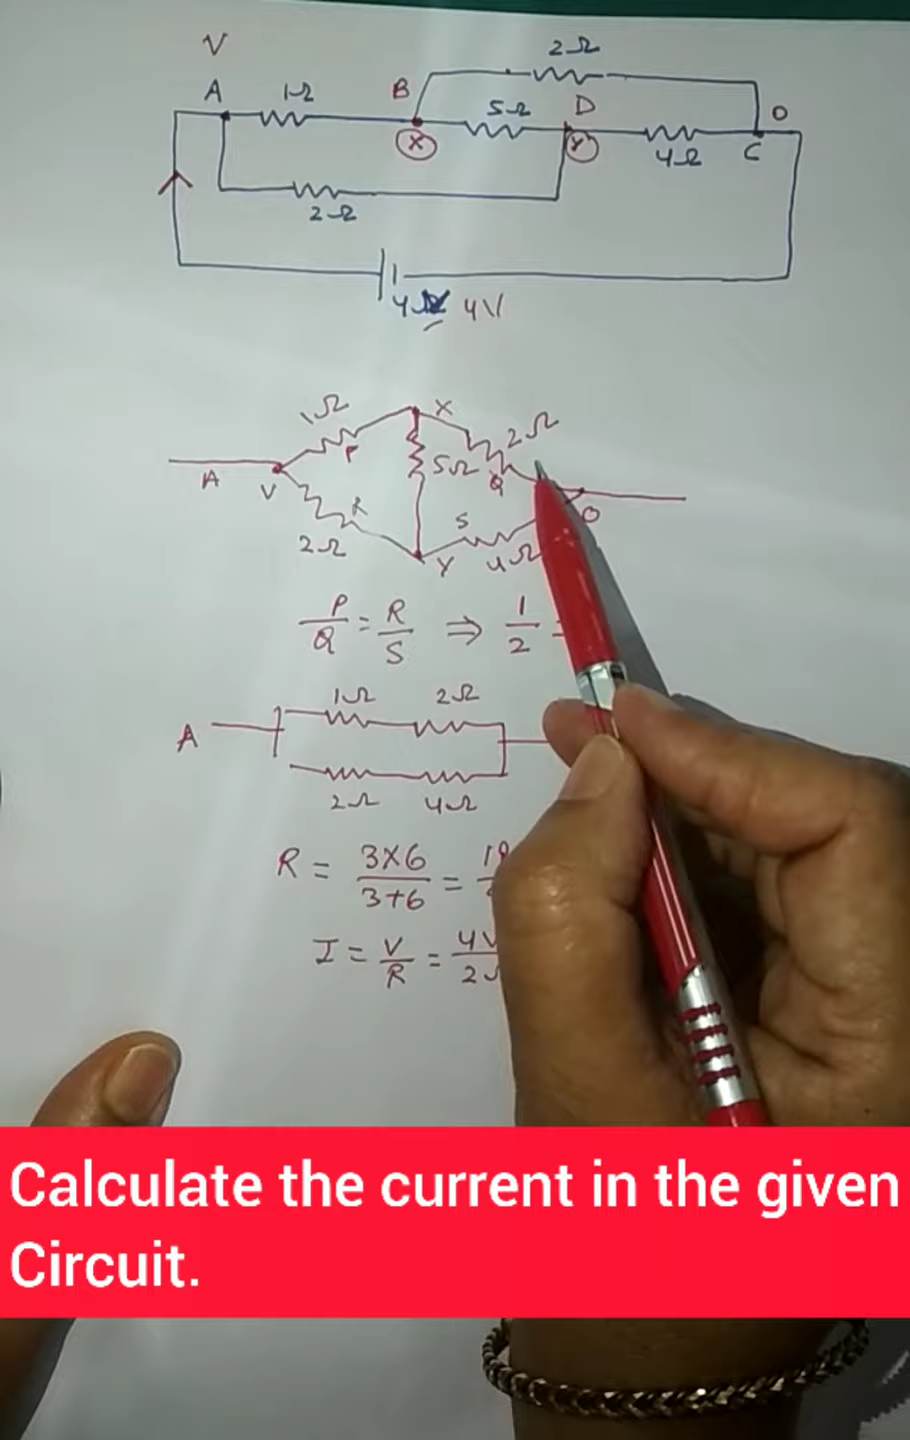 V
2Ω
A 1Ω B 5Ω D O
X Y 4Ω C
2Ω
4V
1Ω X 2Ω
P 5Ω Q
A V
R S O
2Ω Y 4Ω
P/Q = R/S ⇒ 1/2 =
1Ω 2Ω
A
2Ω 4Ω
R = 3×6/3+6 =
I = V/R = 4V/2Ω
Calculate the current in the given
Circuit.